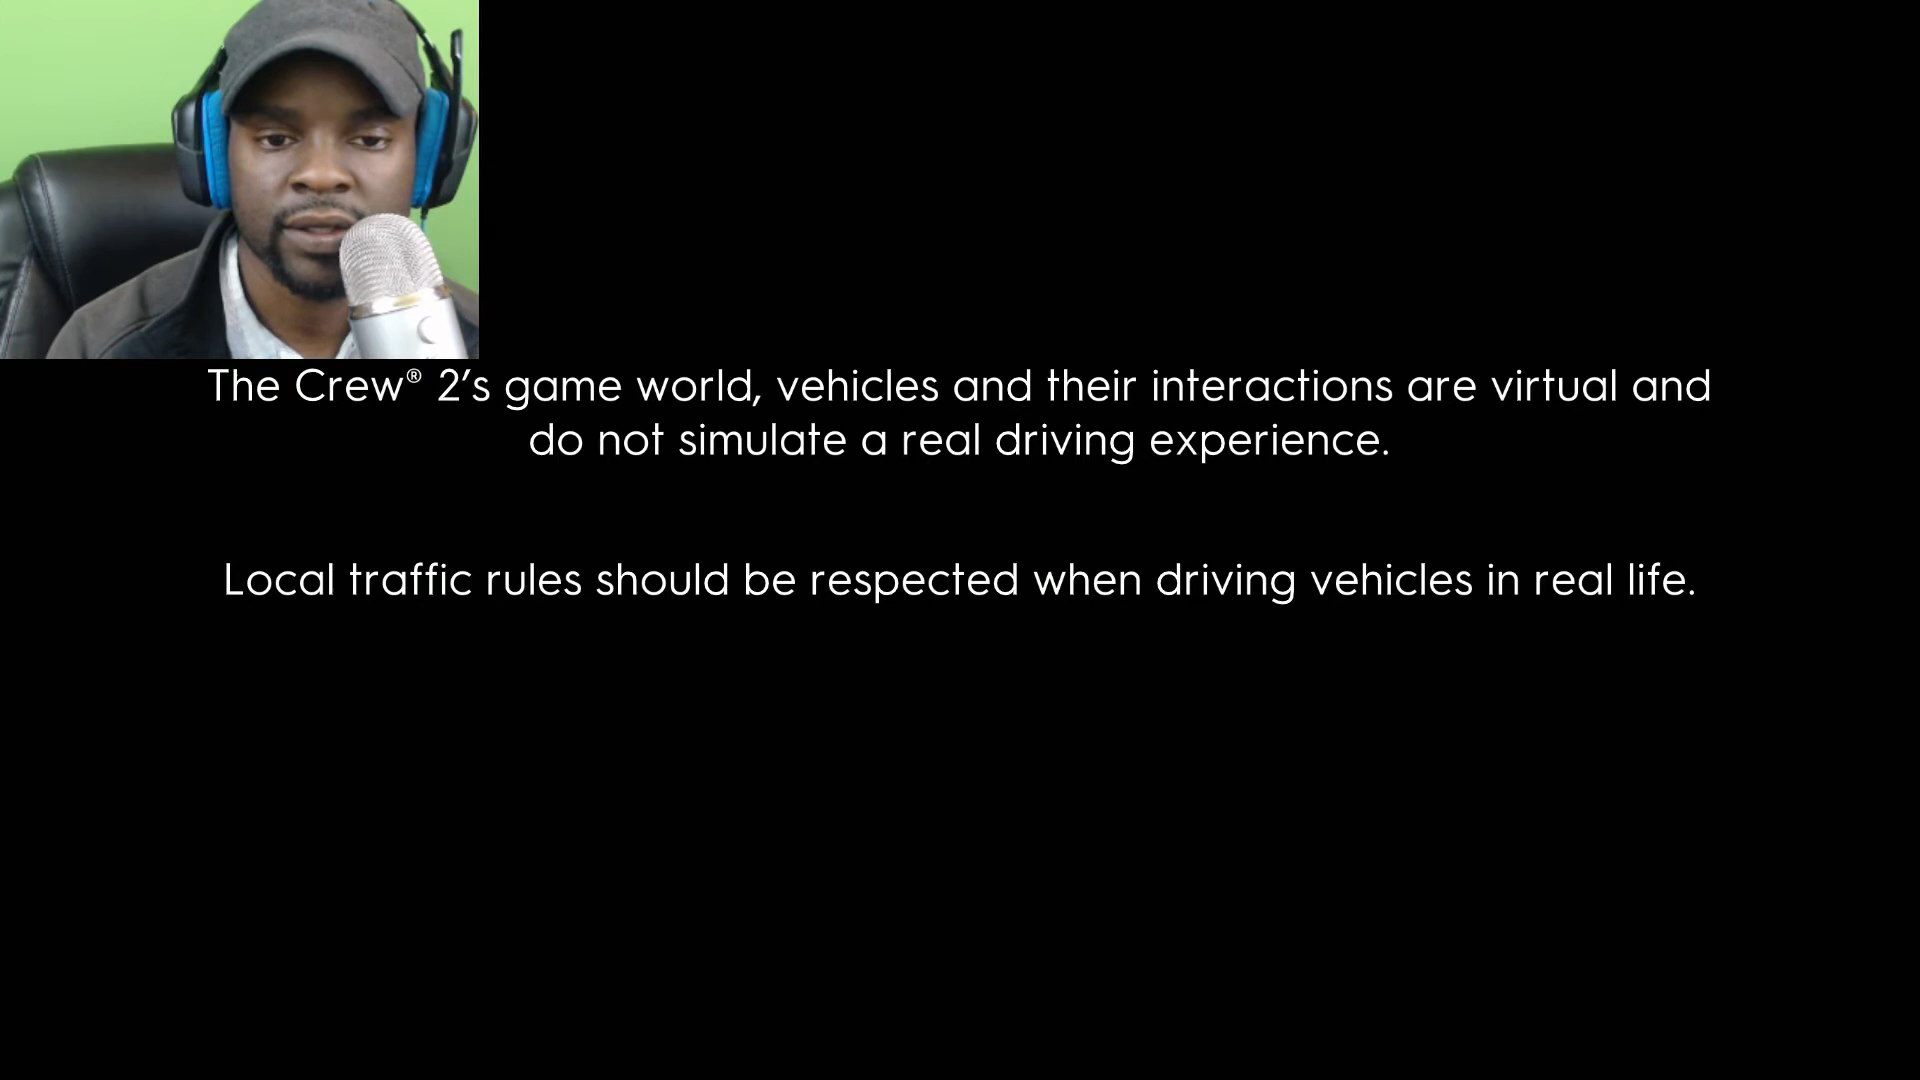 The Crew® 2’s game world, vehicles and their interactions are virtual and
do not simulate a real driving experience.
Local traffic rules should be respected when driving vehicles in real life.